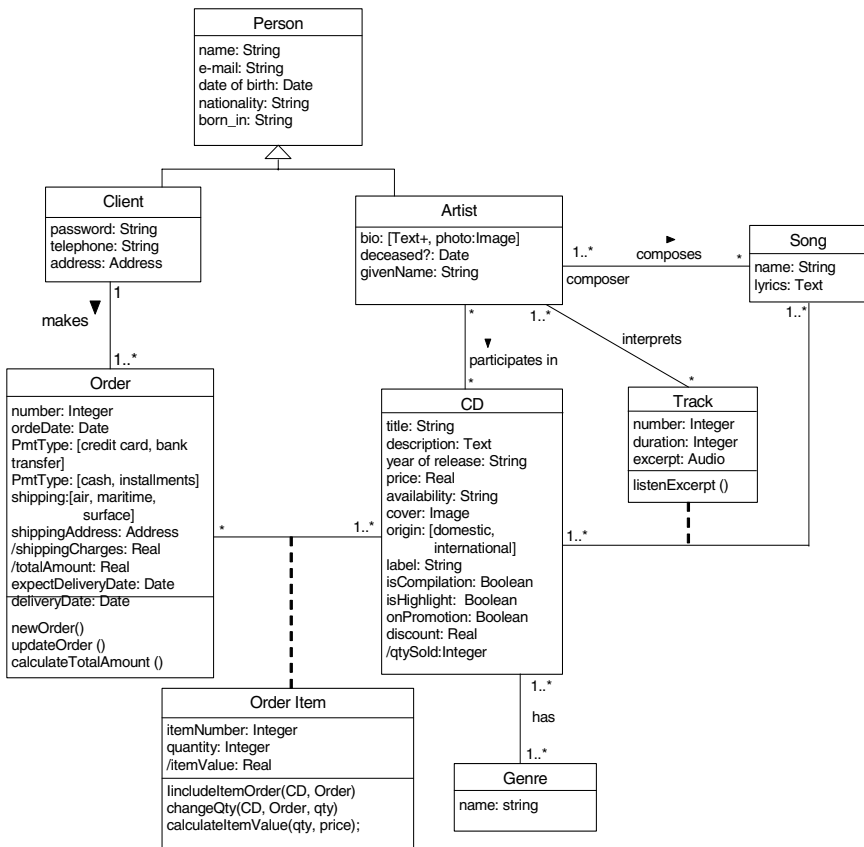 Person
name: String
e-mail: String
date of birth: Date
nationality: String
born_in: String
Client
password: String
telephone: String
address: Address
Artist
bio: [Text+, photo:Image]
deceased?: Date
givenName: String
1..*
composes
*
composer
Song
name: String
lyrics: Text
1
makes
1..*
*
participates in
*
1..*
interprets
*
1..*
Order
number: Integer
ordeDate: Date
PmtType: [credit card, bank
transfer]
PmtType: [cash, installments]
shipping:[air, maritime,
surface]
shippingAddress: Address
/shippingCharges: Real
/totalAmount: Real
expectDeliveryDate: Date
deliveryDate: Date
newOrder()
updateOrder ()
calculateTotalAmount ()
*
1..*
CD
title: String
description: Text
year of release: String
price: Real
availability: String
cover: Image
origin: [domestic,
international]
label: String
isCompilation: Boolean
isHighlight: Boolean
onPromotion: Boolean
discount: Real
/qtySold:Integer
Track
number: Integer
duration: Integer
excerpt: Audio
listenExcerpt ()
1..*
Order Item
itemNumber: Integer
quantity: Integer
/itemValue: Real
IincludeItemOrder(CD, Order)
changeQty(CD, Order, qty)
calculateItemValue(qty, price);
1..*
has
1..*
Genre
name: string